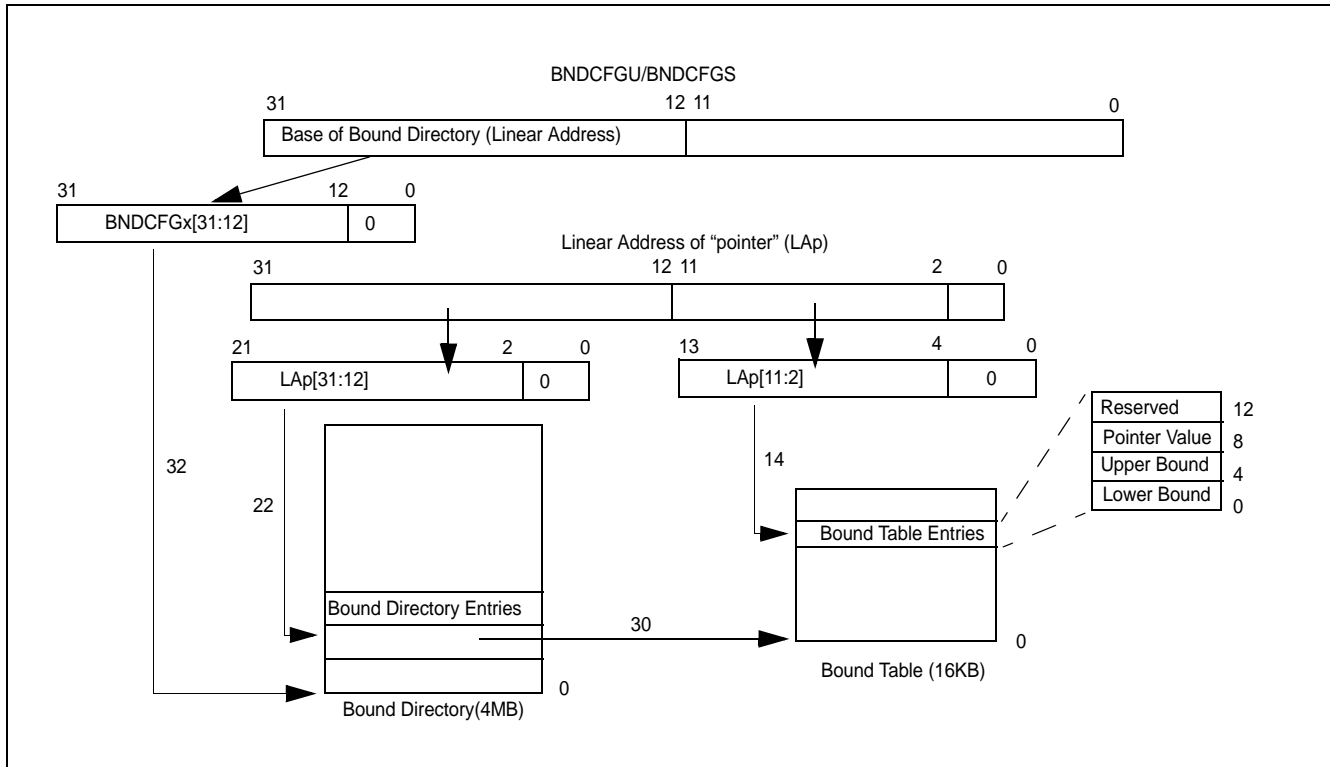 BNDCFGU/BNDCFGS
31 12 11 0
Base of Bound Directory (Linear Address)
31 12 0
BNDCFGx[31:12] 0
Linear Address of “pointer” (LAp)
31 12 11 2 0
21 2 0
LAp[31:12] 0
13 4 0
LAp[11:2] 0
Reserved 12
Pointer Value 8
Upper Bound 4
Lower Bound 0
32
22
14
Bound Table Entries
Bound Directory Entries
30
0
Bound Table (16KB)
0
Bound Directory(4MB)